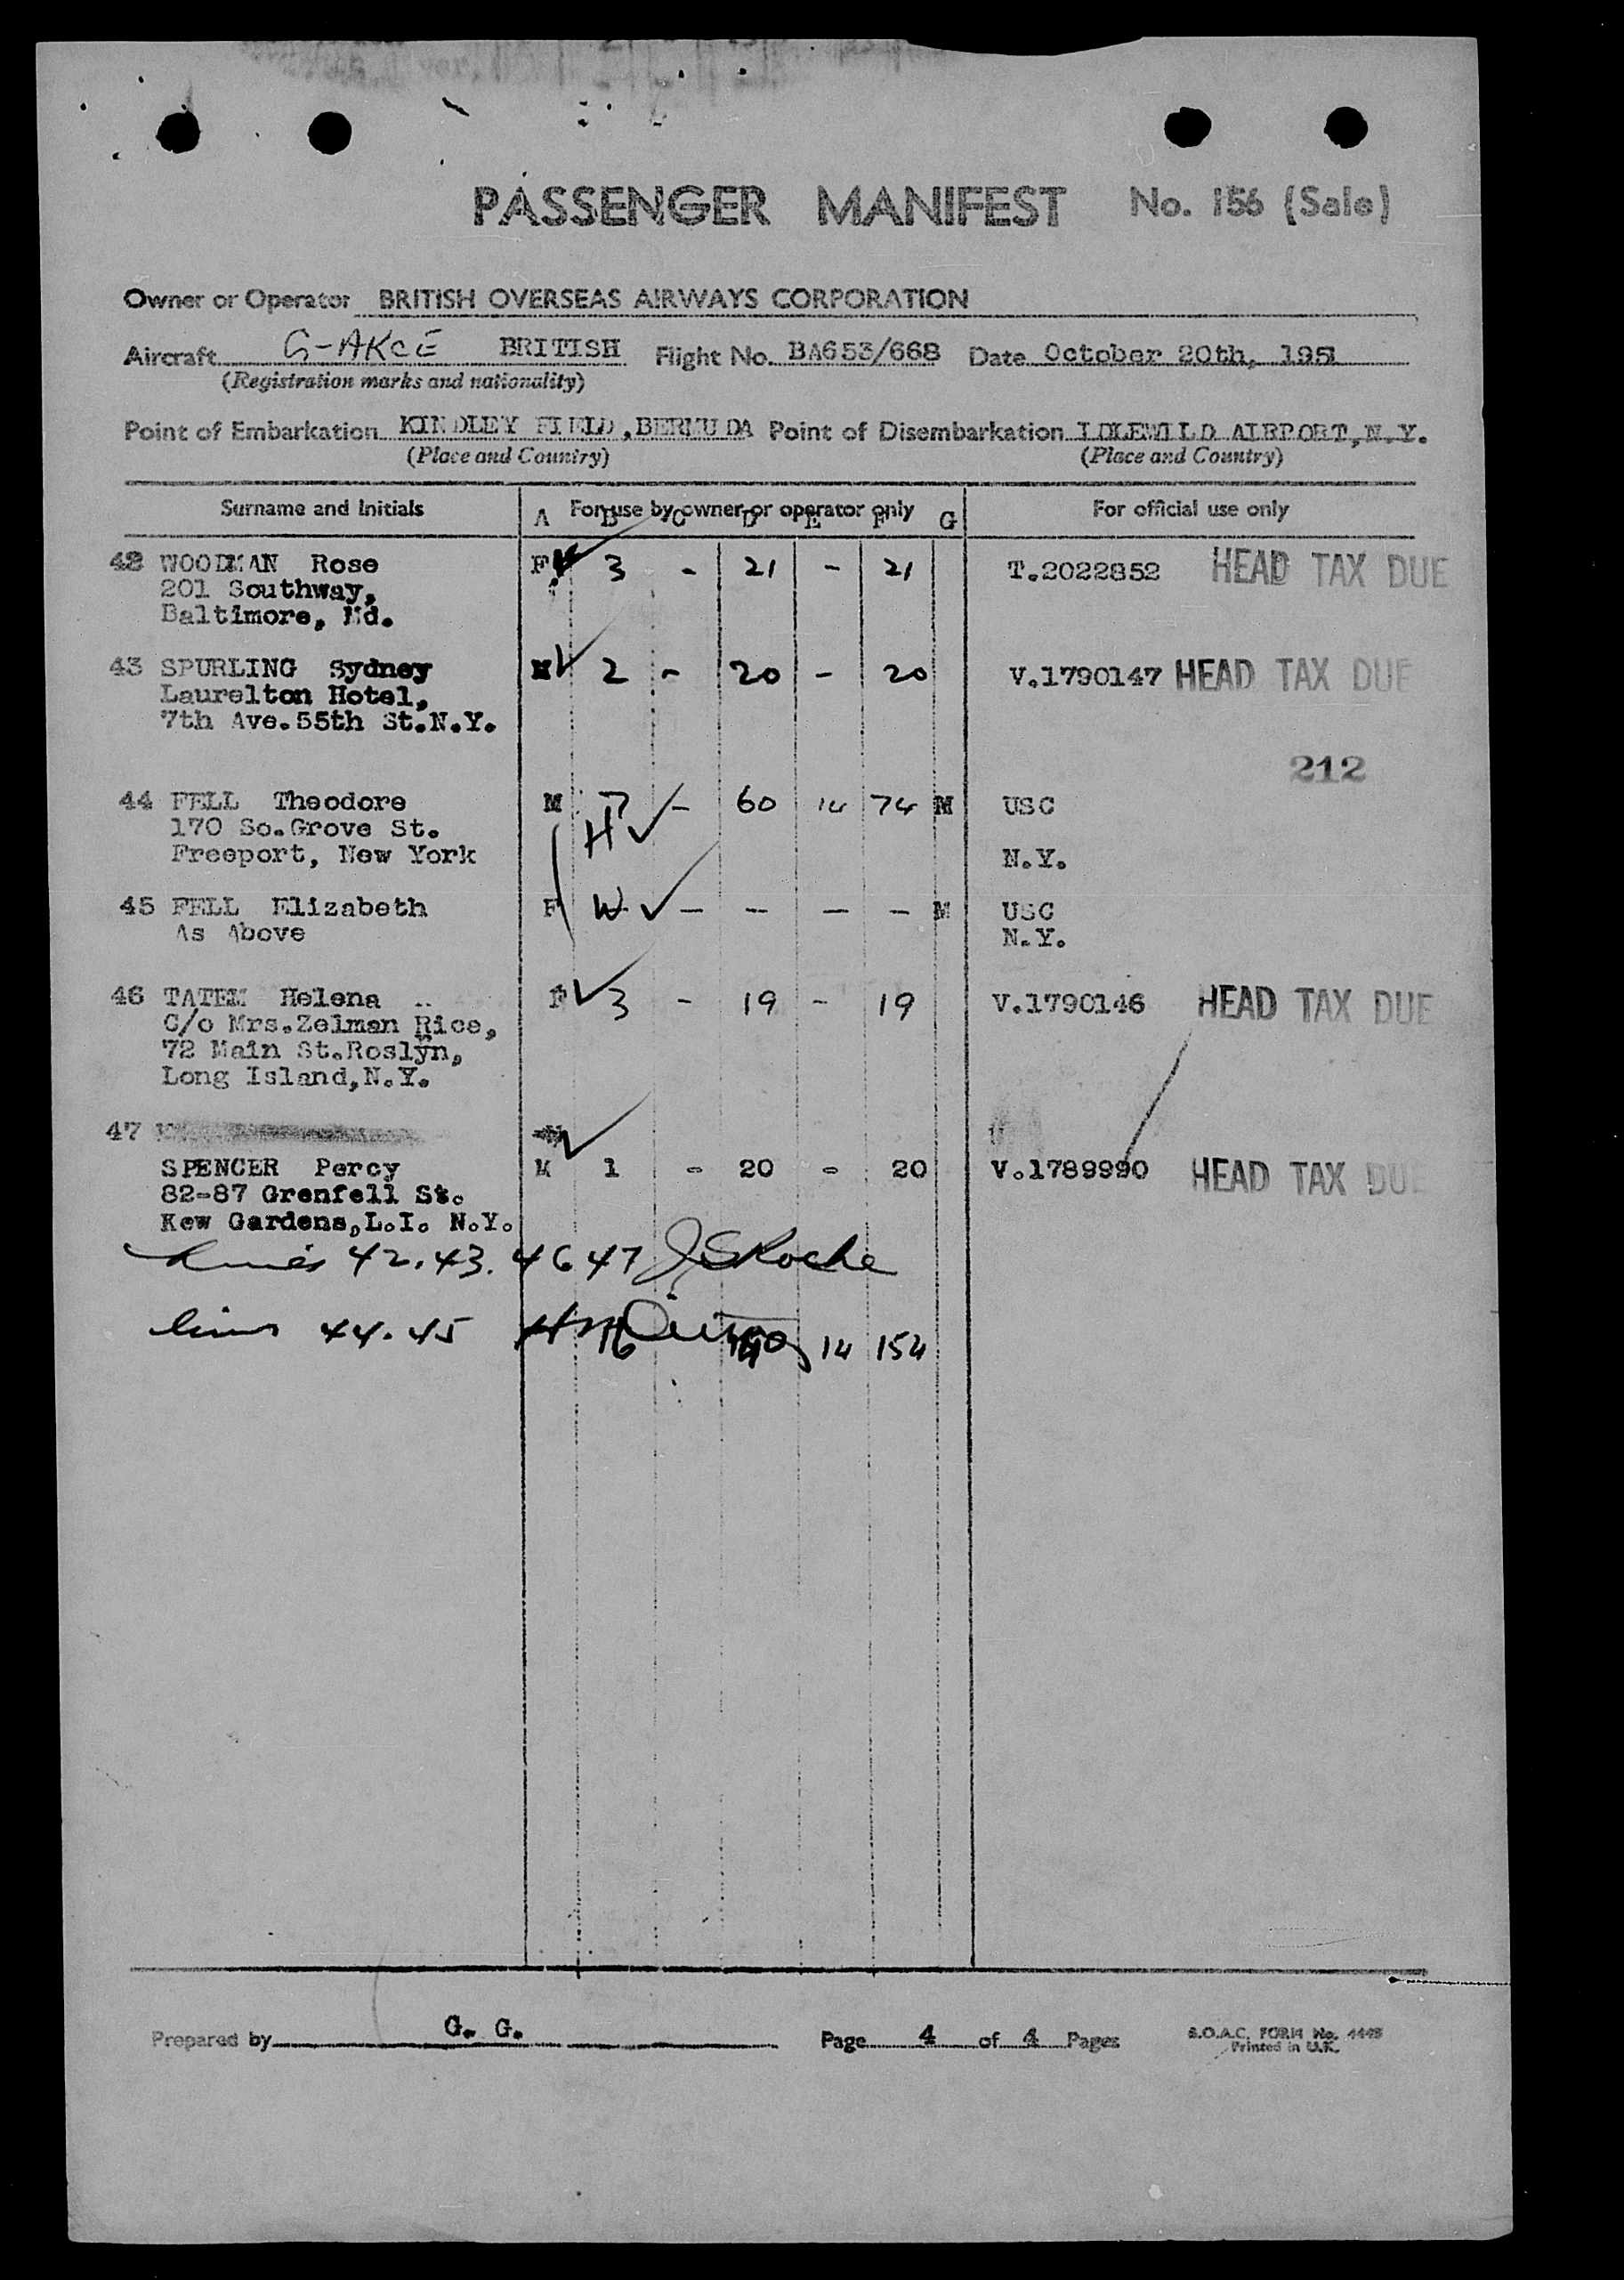 PASSENGER MANIFEST No. 156 (Sale)
Owner or Operator BRITISH OVERSEAS AIRWAYS CORPORATION
Aircraft G-AKCE BRITISH Flight No. BA653/668 Date October 20th, 1951
(Registration marks and nationality)
Point of Embarkation KINDLEY FIELD, BERMUDA Point of Disembarkation IDLEWILD AIRPORT, N.Y.
(Place and Country) (Place and Country)
Surname and Initials For use by owner or operator only For official use only
A B C D E F G
42 WOODMAN Rose F 3 - 21 - 21 T.2022852 HEAD TAX DUE
201 Southway,
Baltimore, Md.
43 SPURLING Sydney M 2 - 20 - 20 V.1790147 HEAD TAX DUE
Laurelton Hotel,
7th Ave.55th St.N.Y.
212
44 FELL Theodore M 7 - 60 14 74 M USC
170 So.Grove St. H
Freeport, New York N.Y.
45 FELL Elizabeth F W - - - - M USC
As Above N.Y.
46 TATEM Helena F 3 - 19 - 19 V.1790146 HEAD TAX DUE
C/o Mrs.Zelman Rice,
72 Main St.Roslyn,
Long Island,N.Y.
47
SPENCER Percy M 1 - 20 - 20 V.1789990 HEAD TAX DUE
82-87 Grenfell St.
Kew Gardens,L.I. N.Y.
Lines 42.43.46 47 J S Roche
lines 44.45 16 140 14 154
Prepared by G. G. Page 4 of 4 Pages B.O.A.C. FORM No. 4448
Printed in U.K.